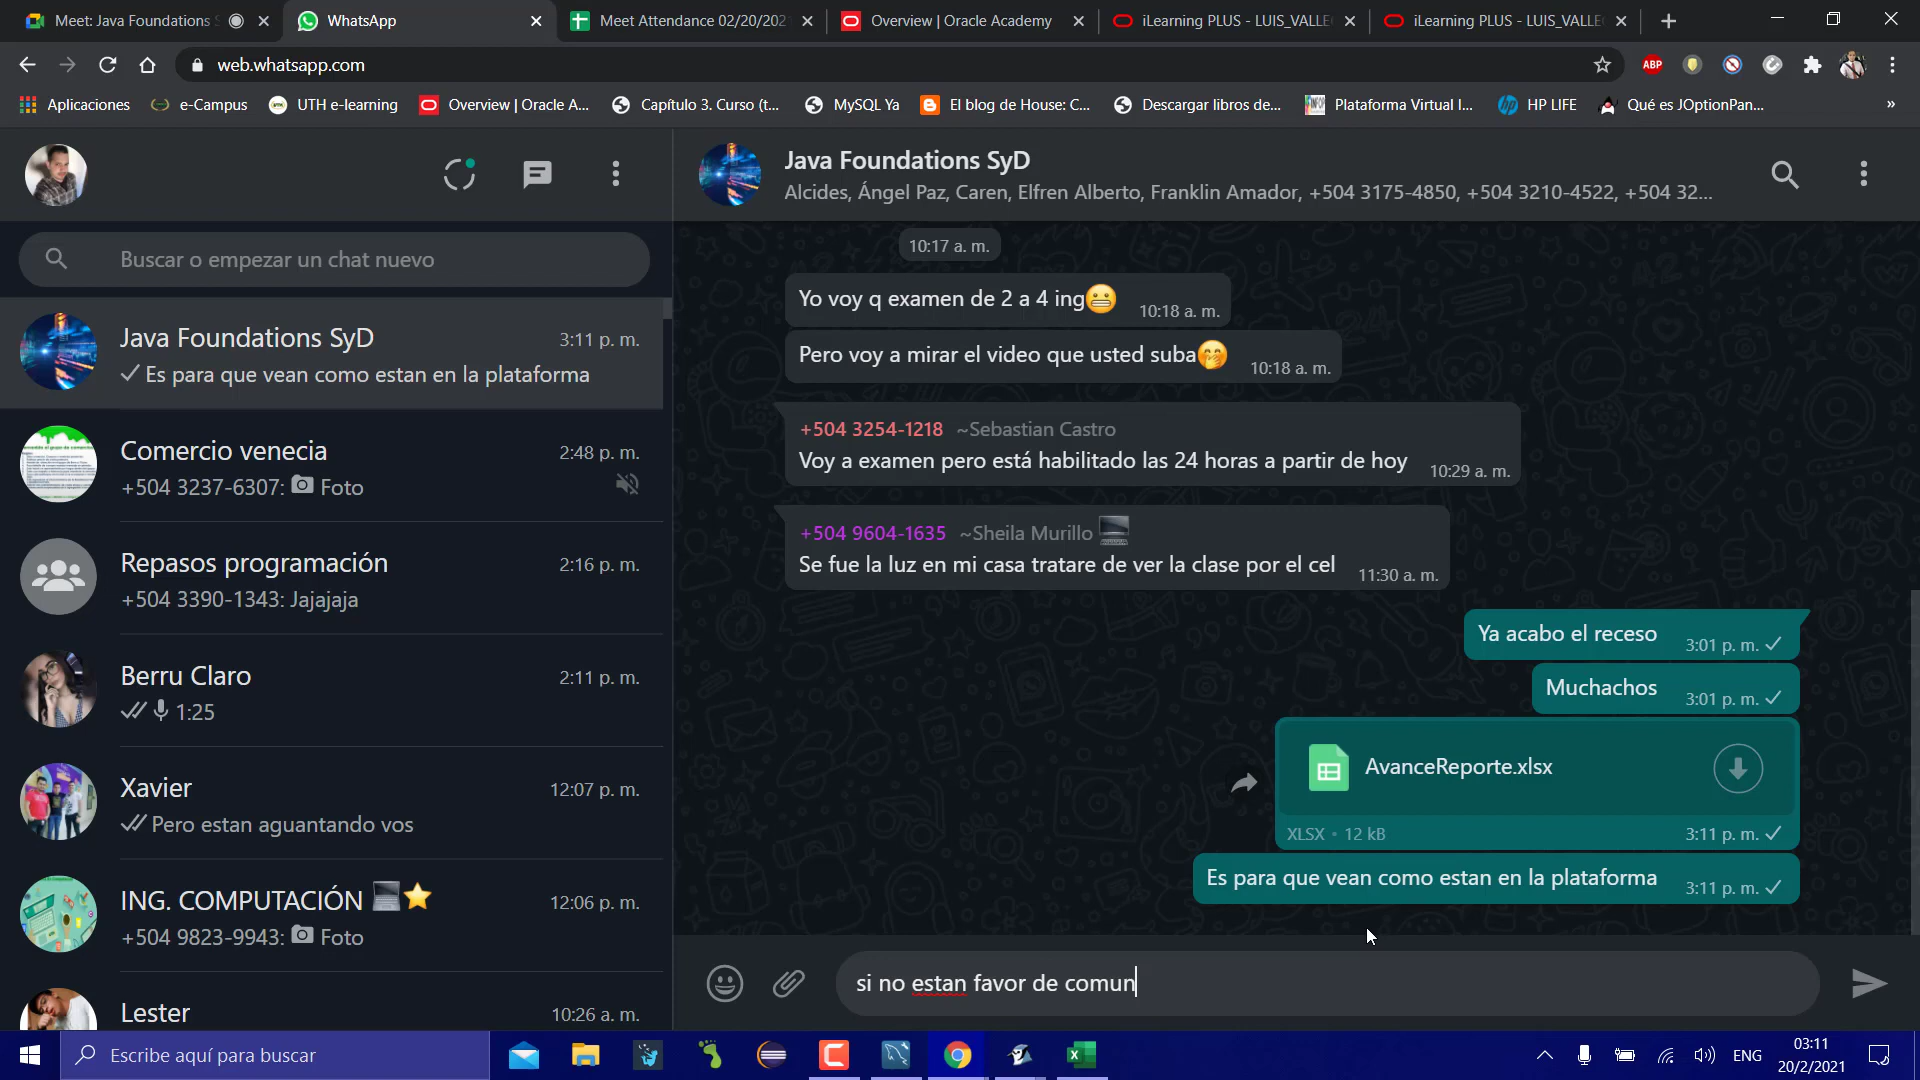 Meet: Java Foundations S
WhatsApp
Meet Attendance 02/20/202
Overview | Oracle Academy
iLearning PLUS - LUIS_VALLE
iLearning PLUS - LUIS_VALLE
web.whatsapp.com
ABP
Aplicaciones
e-Campus
UTH e-learning
Overview | Oracle A...
Capítulo 3. Curso (t...
MySQL Ya
El blog de House: C...
Descargar libros de...
Plataforma Virtual I...
HP LIFE
Qué es JOptionPan...
»
Java Foundations SyD
Alcides, Ángel Paz, Caren, Elfren Alberto, Franklin Amador, +504 3175-4850, +504 3210-4522, +504 32...
Buscar o empezar un chat nuevo
Java Foundations SyD 3:11 p. m.
Es para que vean como estan en la plataforma
Comercio venecia 2:48 p. m.
+504 3237-6307: Foto
Repasos programación 2:16 p. m.
+504 3390-1343: Jajajaja
Berru Claro 2:11 p. m.
1:25
Xavier 12:07 p. m.
Pero estan aguantando vos
ING. COMPUTACIÓN 💻⭐ 12:06 p. m.
+504 9823-9943: Foto
Lester 10:26 a. m.
10:17 a. m.
Yo voy q examen de 2 a 4 ing😬 10:18 a. m.
Pero voy a mirar el video que usted suba🤭 10:18 a. m.
+504 3254-1218 ~Sebastian Castro
Voy a examen pero está habilitado las 24 horas a partir de hoy 10:29 a. m.
+504 9604-1635 ~Sheila Murillo 💻
Se fue la luz en mi casa tratare de ver la clase por el cel 11:30 a. m.
Ya acabo el receso 3:01 p. m.
Muchachos 3:01 p. m.
AvanceReporte.xlsx
XLSX • 12 kB 3:11 p. m.
Es para que vean como estan en la plataforma 3:11 p. m.
si no estan favor de comun
Escribe aquí para buscar
ENG
03:11
20/2/2021